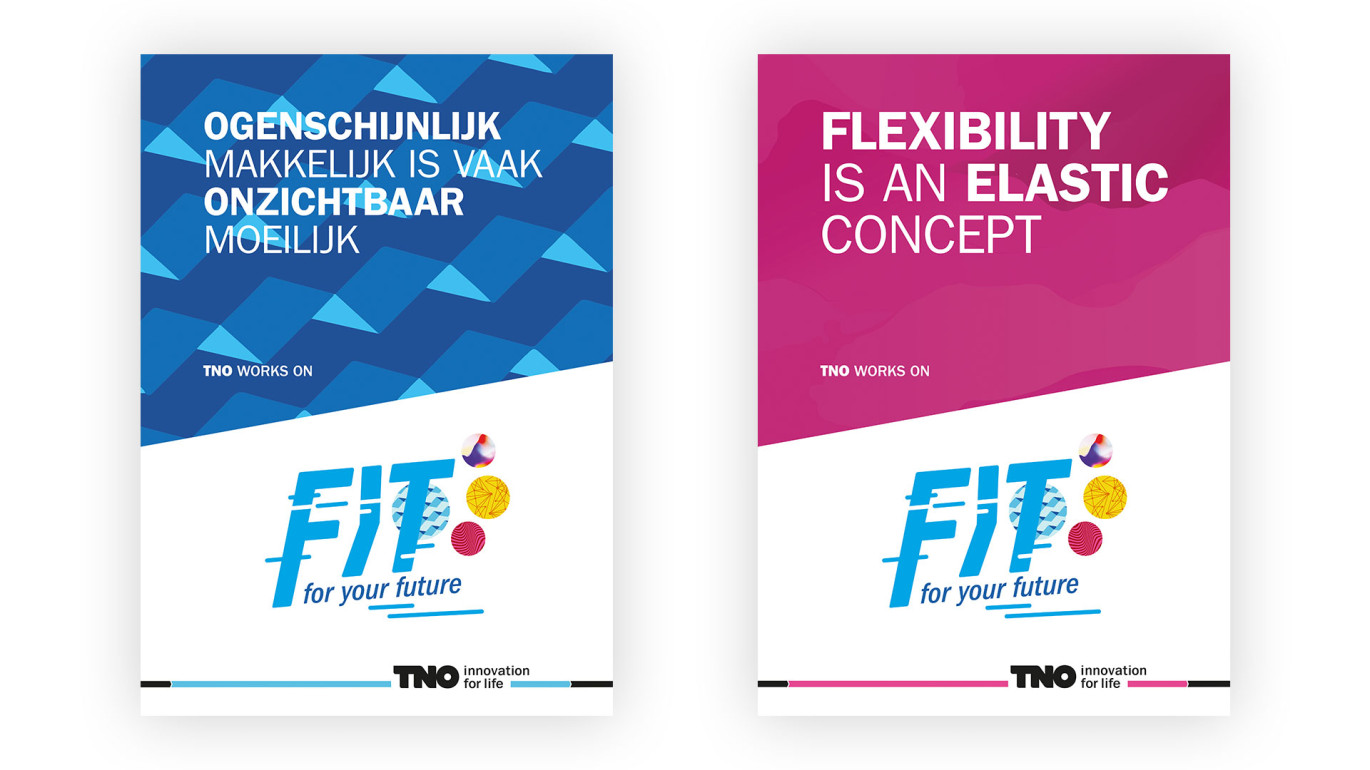 OGENSCHIJNLIJK
MAKKELIJK IS VAAK
ONZICHTBAAR
MOEILIJK
TNO WORKS ON
FIT
for your future
TNO innovation
for life
FLEXIBILITY
IS AN ELASTIC
CONCEPT
TNO WORKS ON
FIT
for your future
TNO innovation
for life